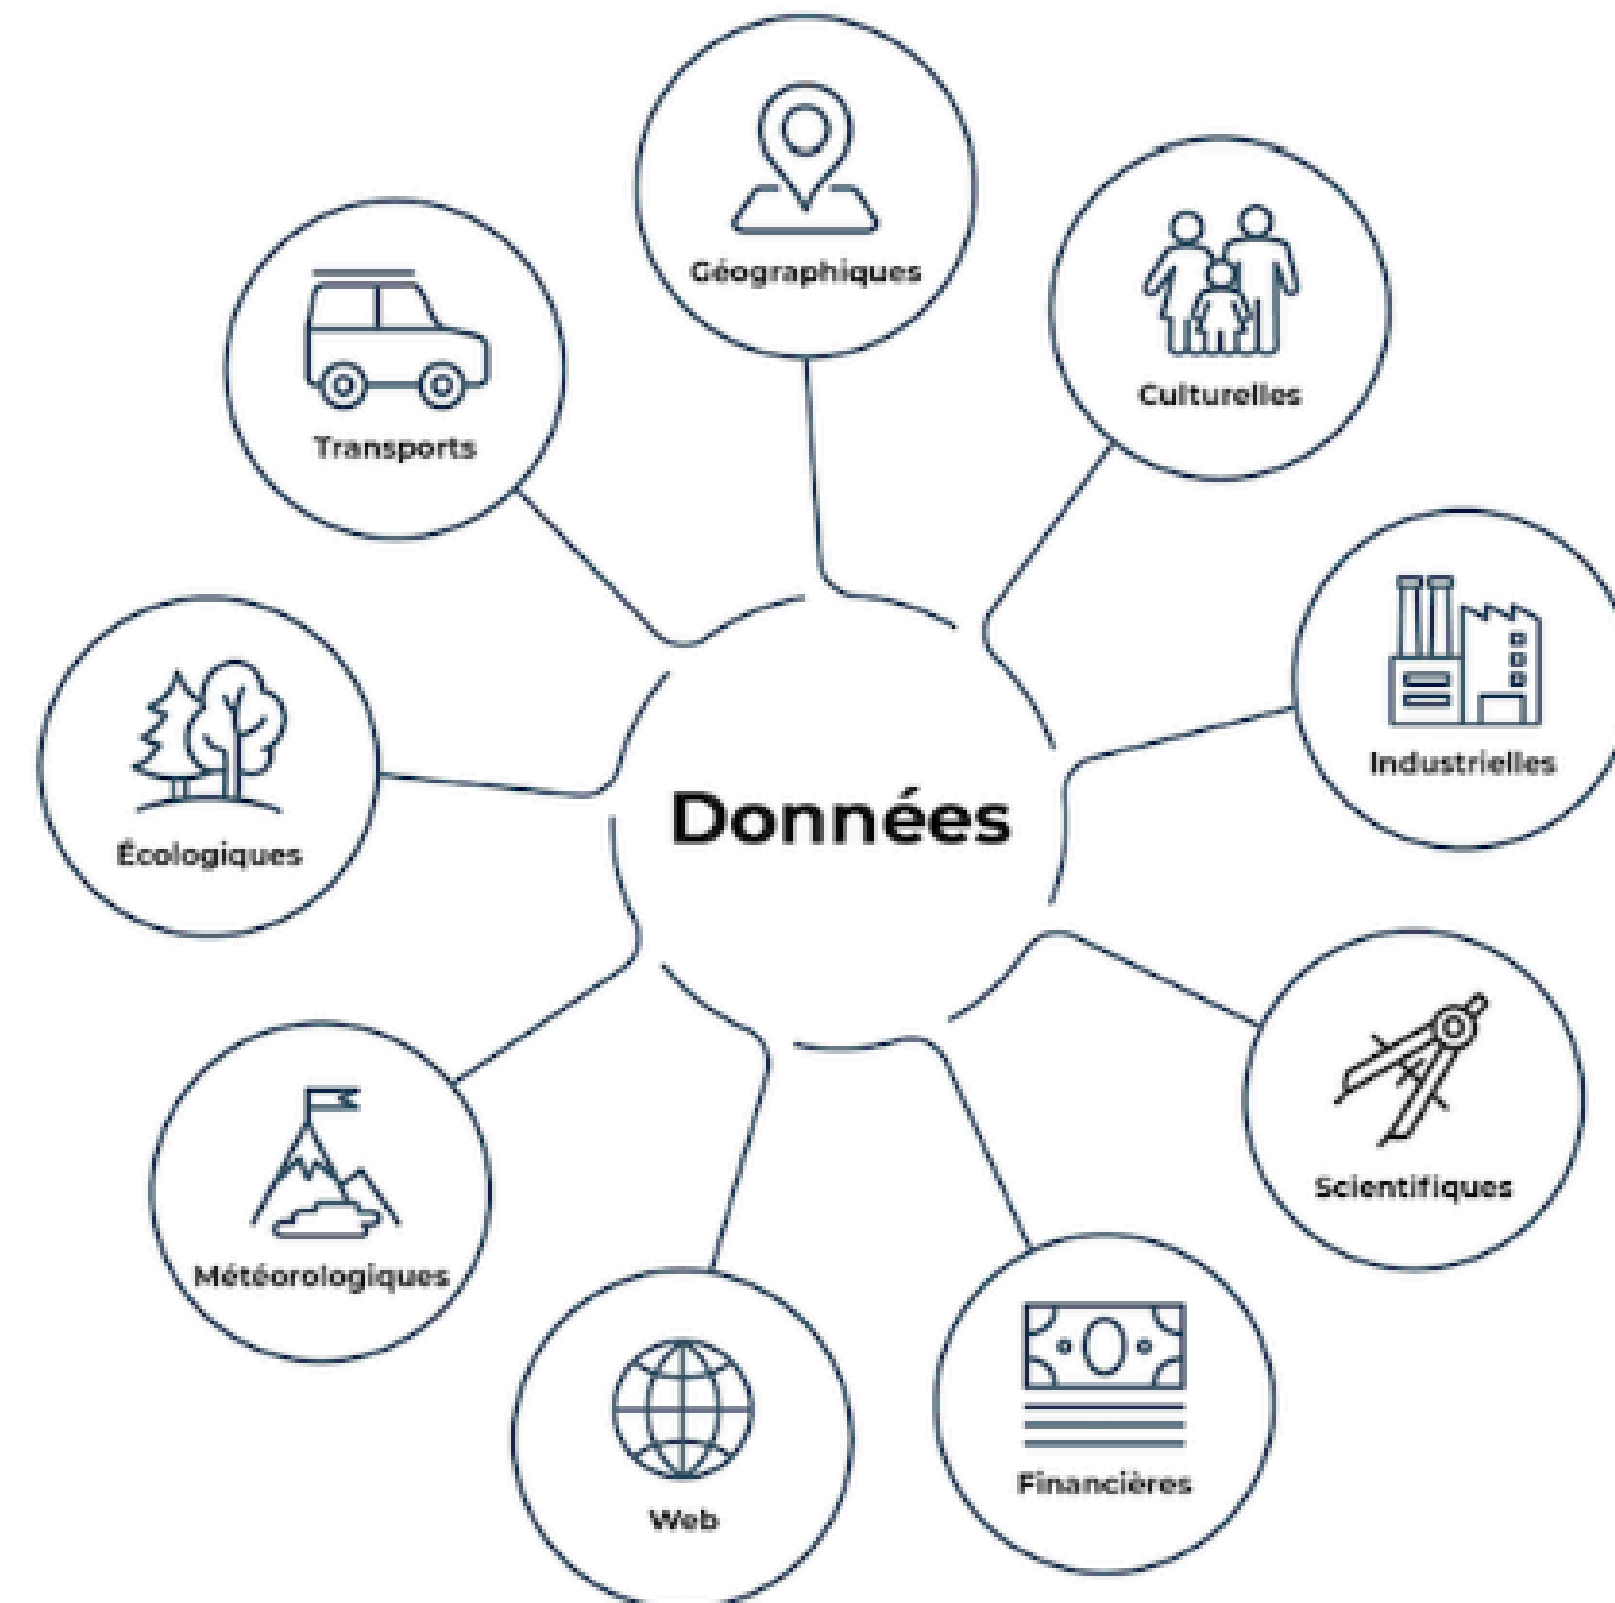 Géographiques
Culturelles
Transports
Industrielles
Données
Écologiques
Scientifiques
Météorologiques
Financières
Web